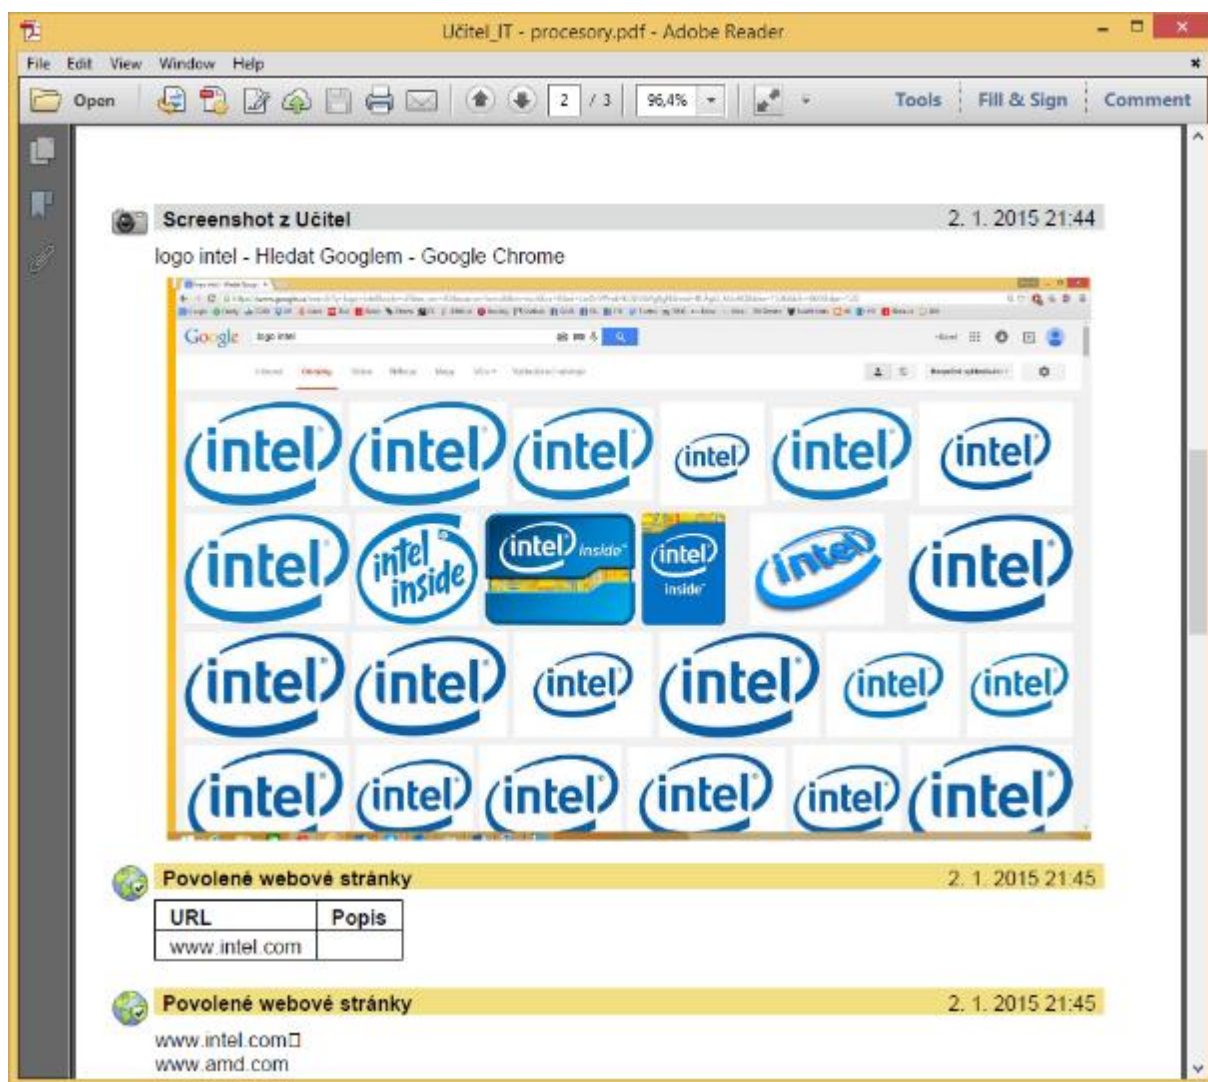 Učitel_IT - procesory.pdf - Adobe Reader
File Edit View Window Help
Open 2 / 3 96,4% Tools Fill & Sign Comment
Screenshot z Učitel 2. 1. 2015 21:44
logo intel - Hledat Googlem - Google Chrome
Google logo intel
intel intel intel intel intel intel
intel intel inside intel inside intel inside intel intel
intel intel intel intel intel intel
intel intel intel intel intel intel
Povolené webové stránky 2. 1. 2015 21:45
URL Popis
www.intel.com
Povolené webové stránky 2. 1. 2015 21:45
www.intel.com
www.amd.com